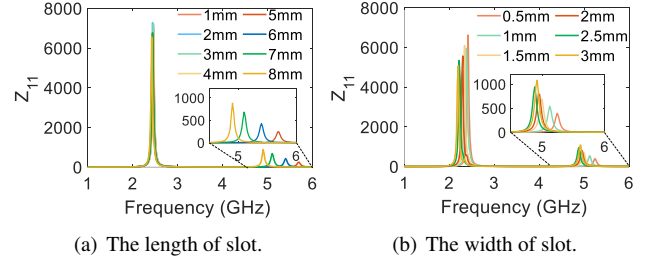 8000
6000
4000
2000
0
Z11
1mm
2mm
3mm
4mm
5mm
6mm
7mm
8mm
1000
500
0
5
6
1
2
3
4
5
6
Frequency (GHz)
(a) The length of slot.
8000
6000
4000
2000
0
Z11
0.5mm
1mm
1.5mm
2mm
2.5mm
3mm
1000
500
0
5
6
1
2
3
4
5
6
Frequency (GHz)
(b) The width of slot.